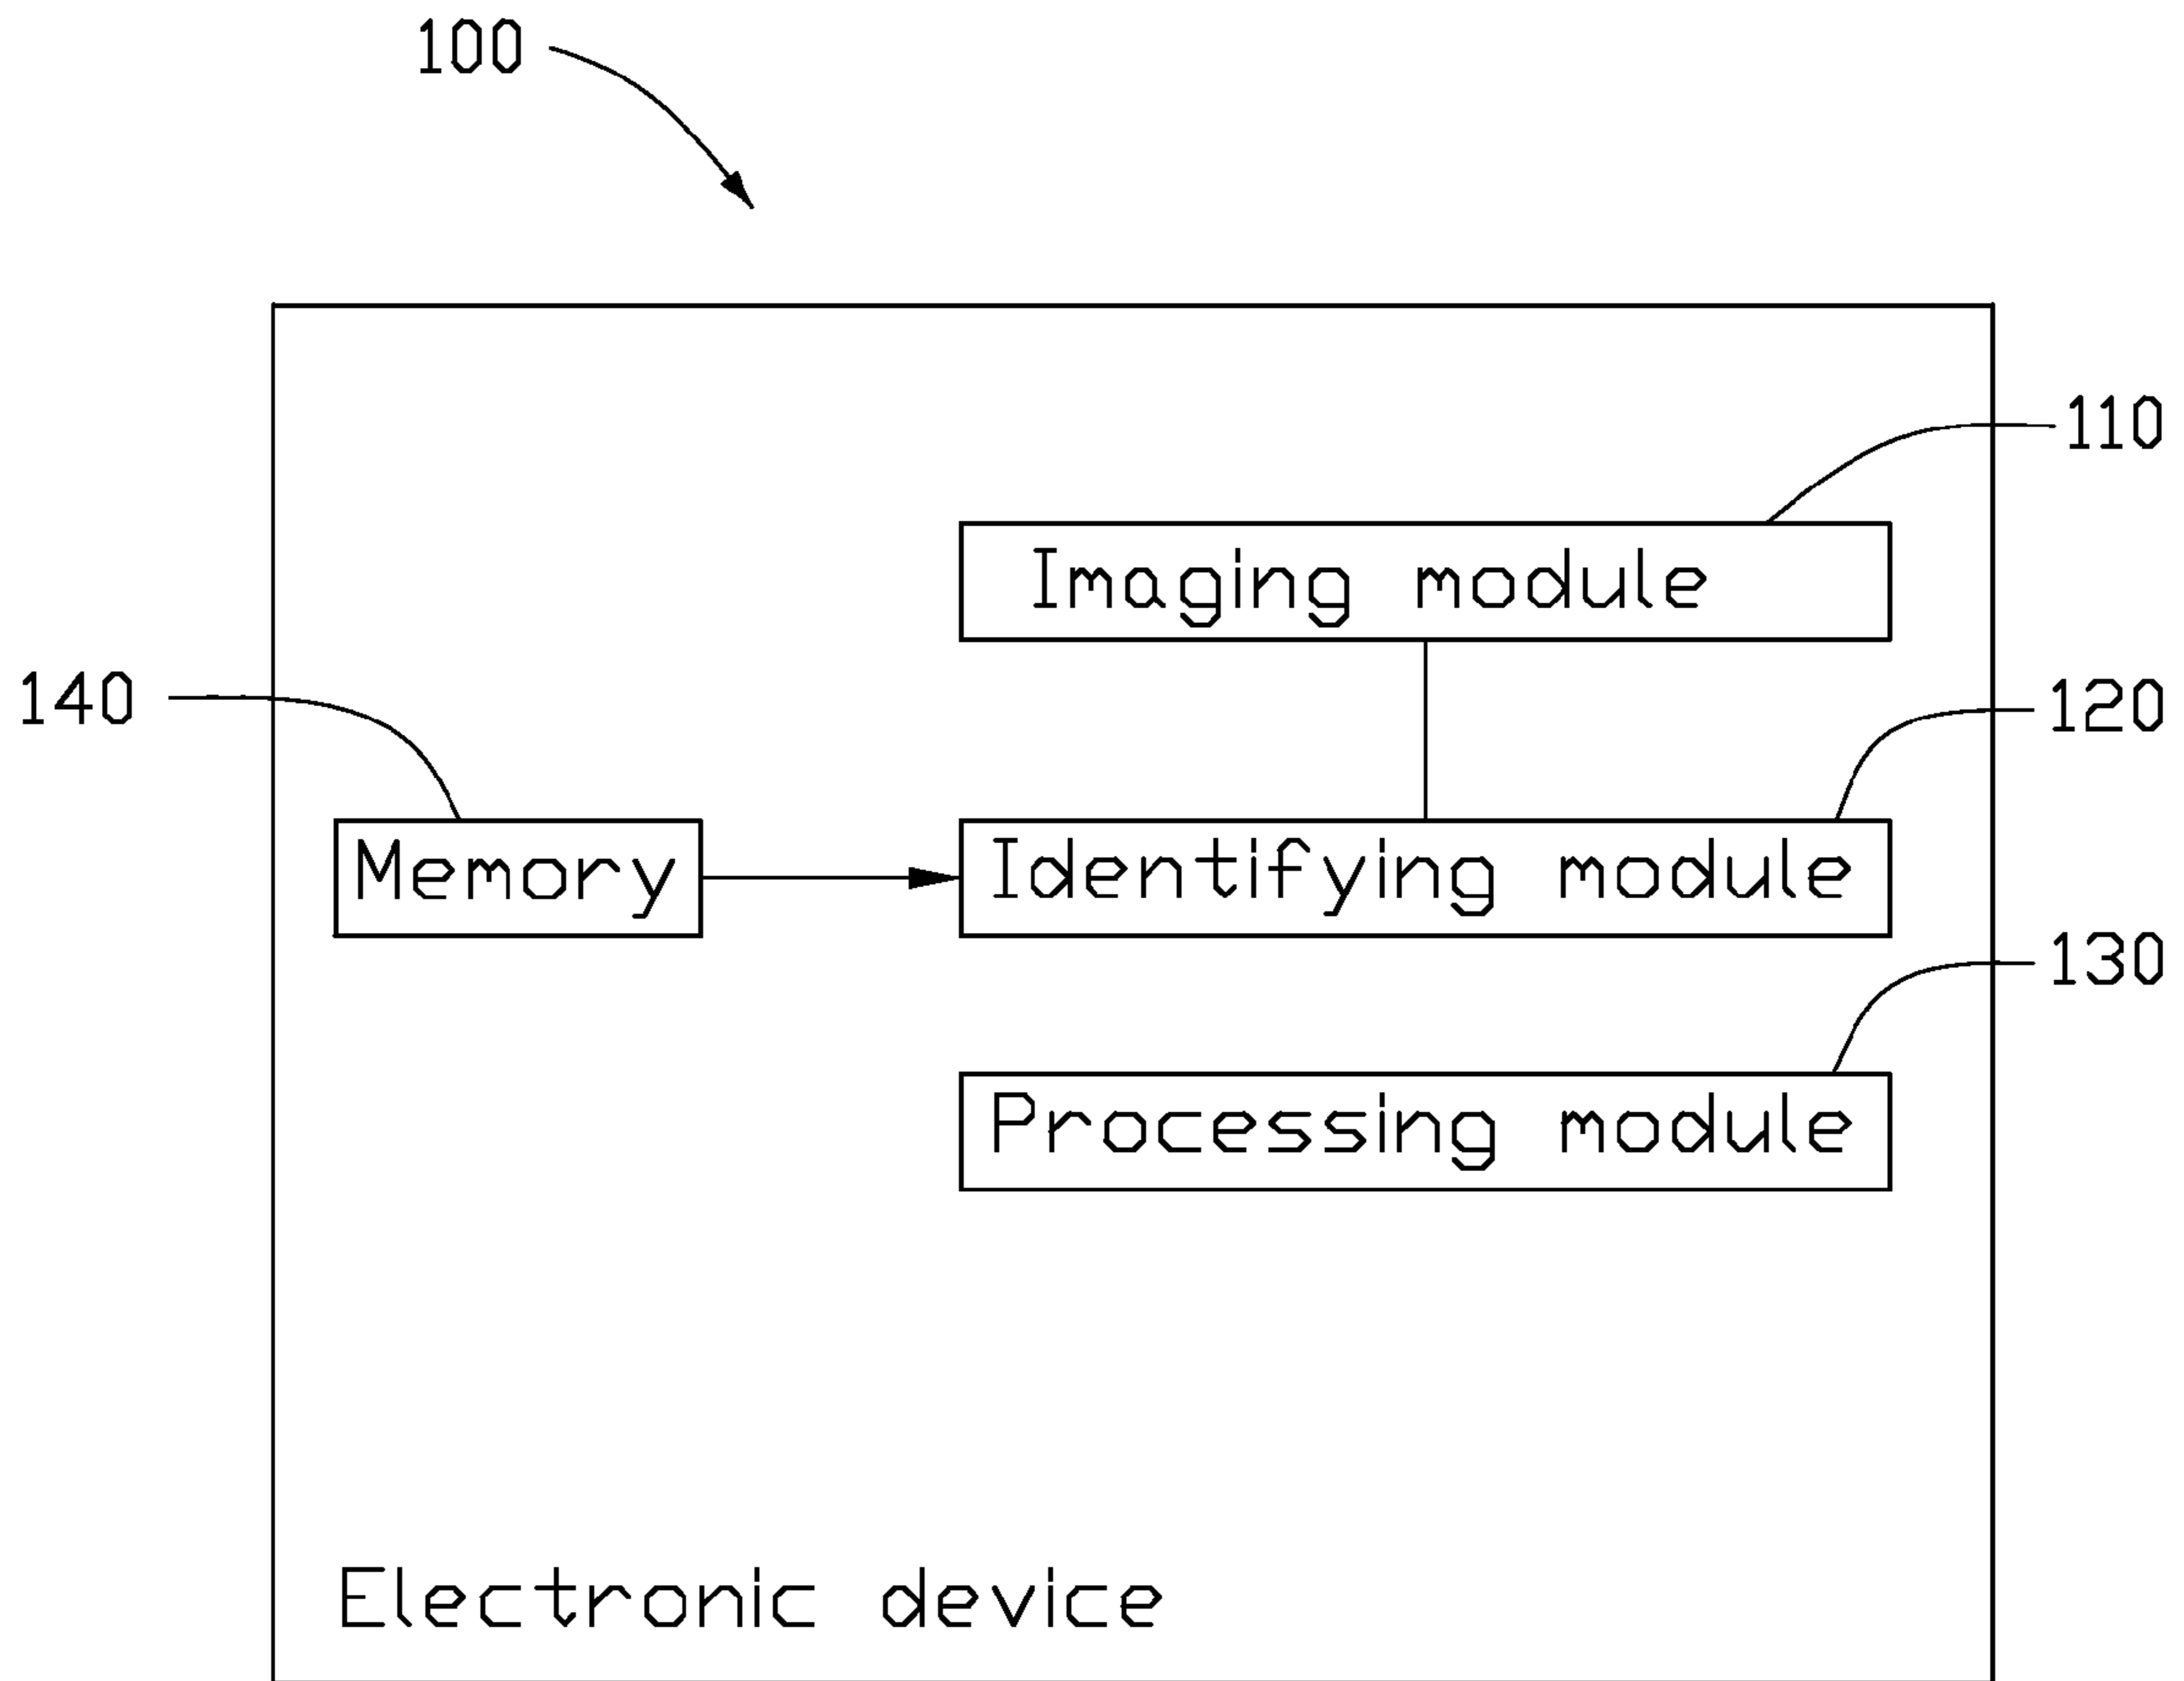 100
110
Imaging module
140
120
Memory
Identifying module
130
Processing module
Electronic device